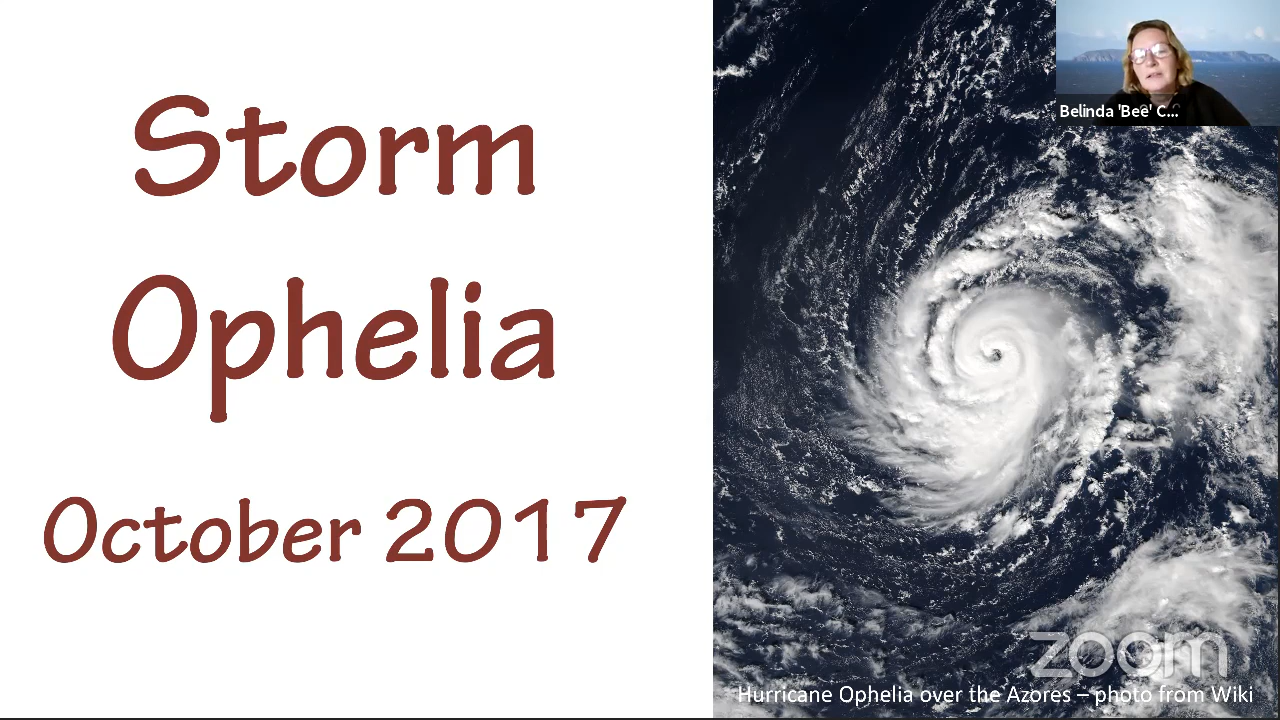 Storm
Ophelia
October 2017
Belinda 'Bee' C...
zoom
Hurricane Ophelia over the Azores – photo from Wiki